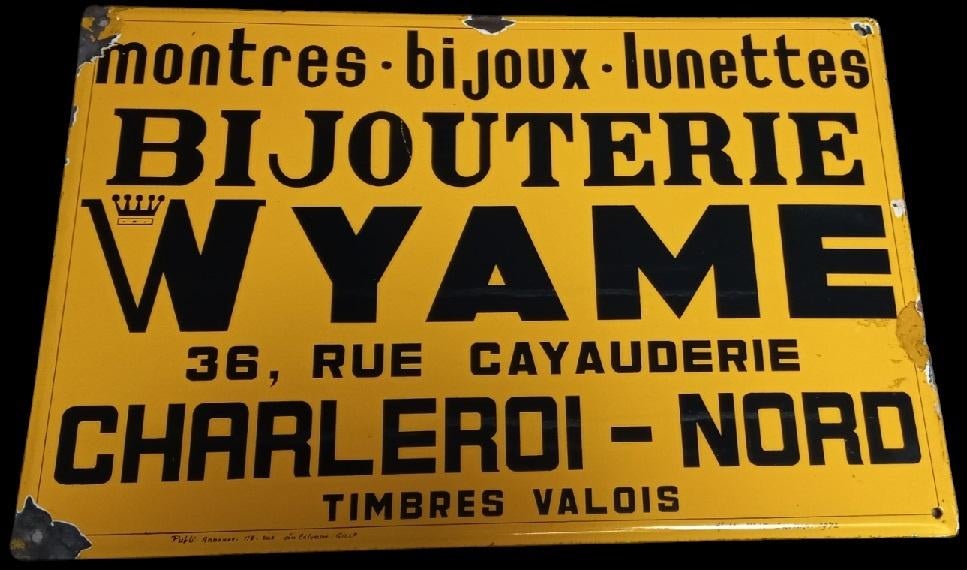 montres · bijoux · lunettes
BIJOUTERIE
WYAME
36, RUE CAYAUDERIE
CHARLEROI - NORD
TIMBRES VALOIS